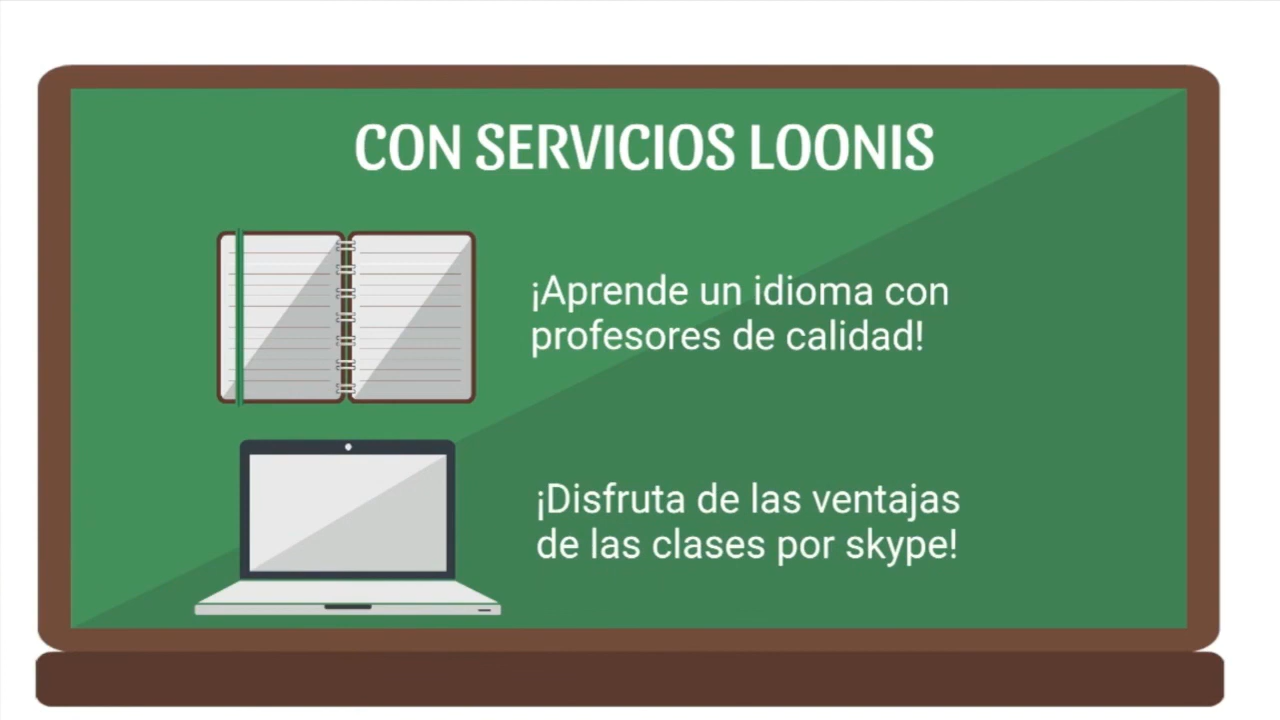 CON SERVICIOS LOONIS
¡Aprende un idioma con
profesores de calidad!
¡Disfruta de las ventajas
de las clases por skype!